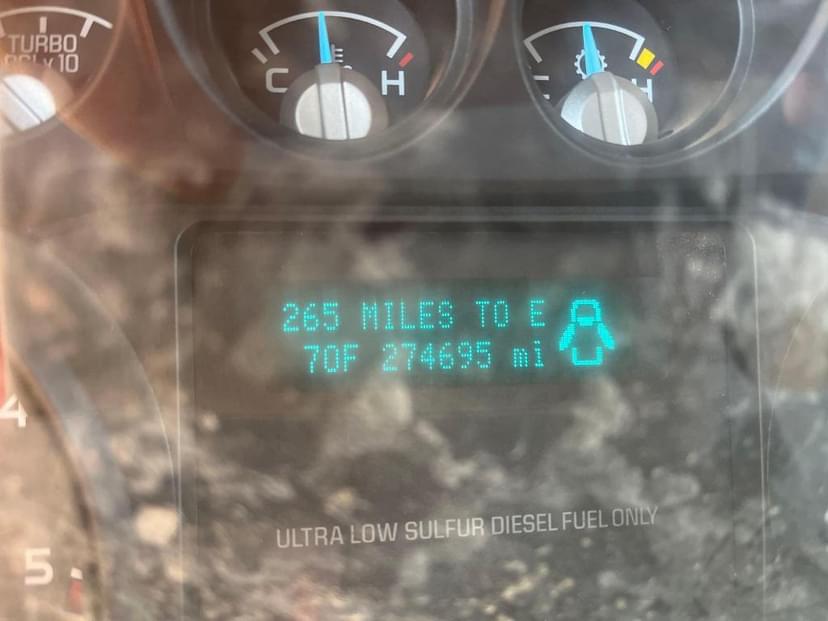 TURBO
PSI x 10
C H
H
265 MILES TO E
70F 274695 mi
4
ULTRA LOW SULFUR DIESEL FUEL ONLY
5